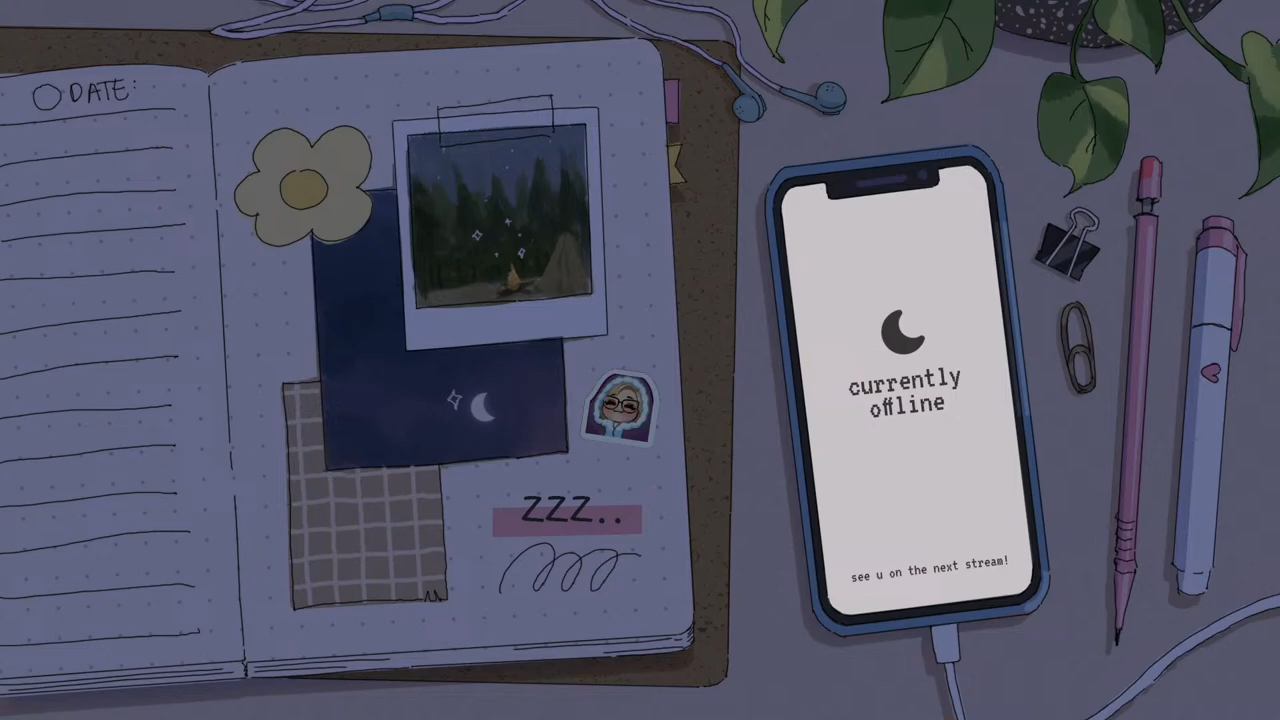 DATE:
zzz..
currently
offline
see u on the next stream!